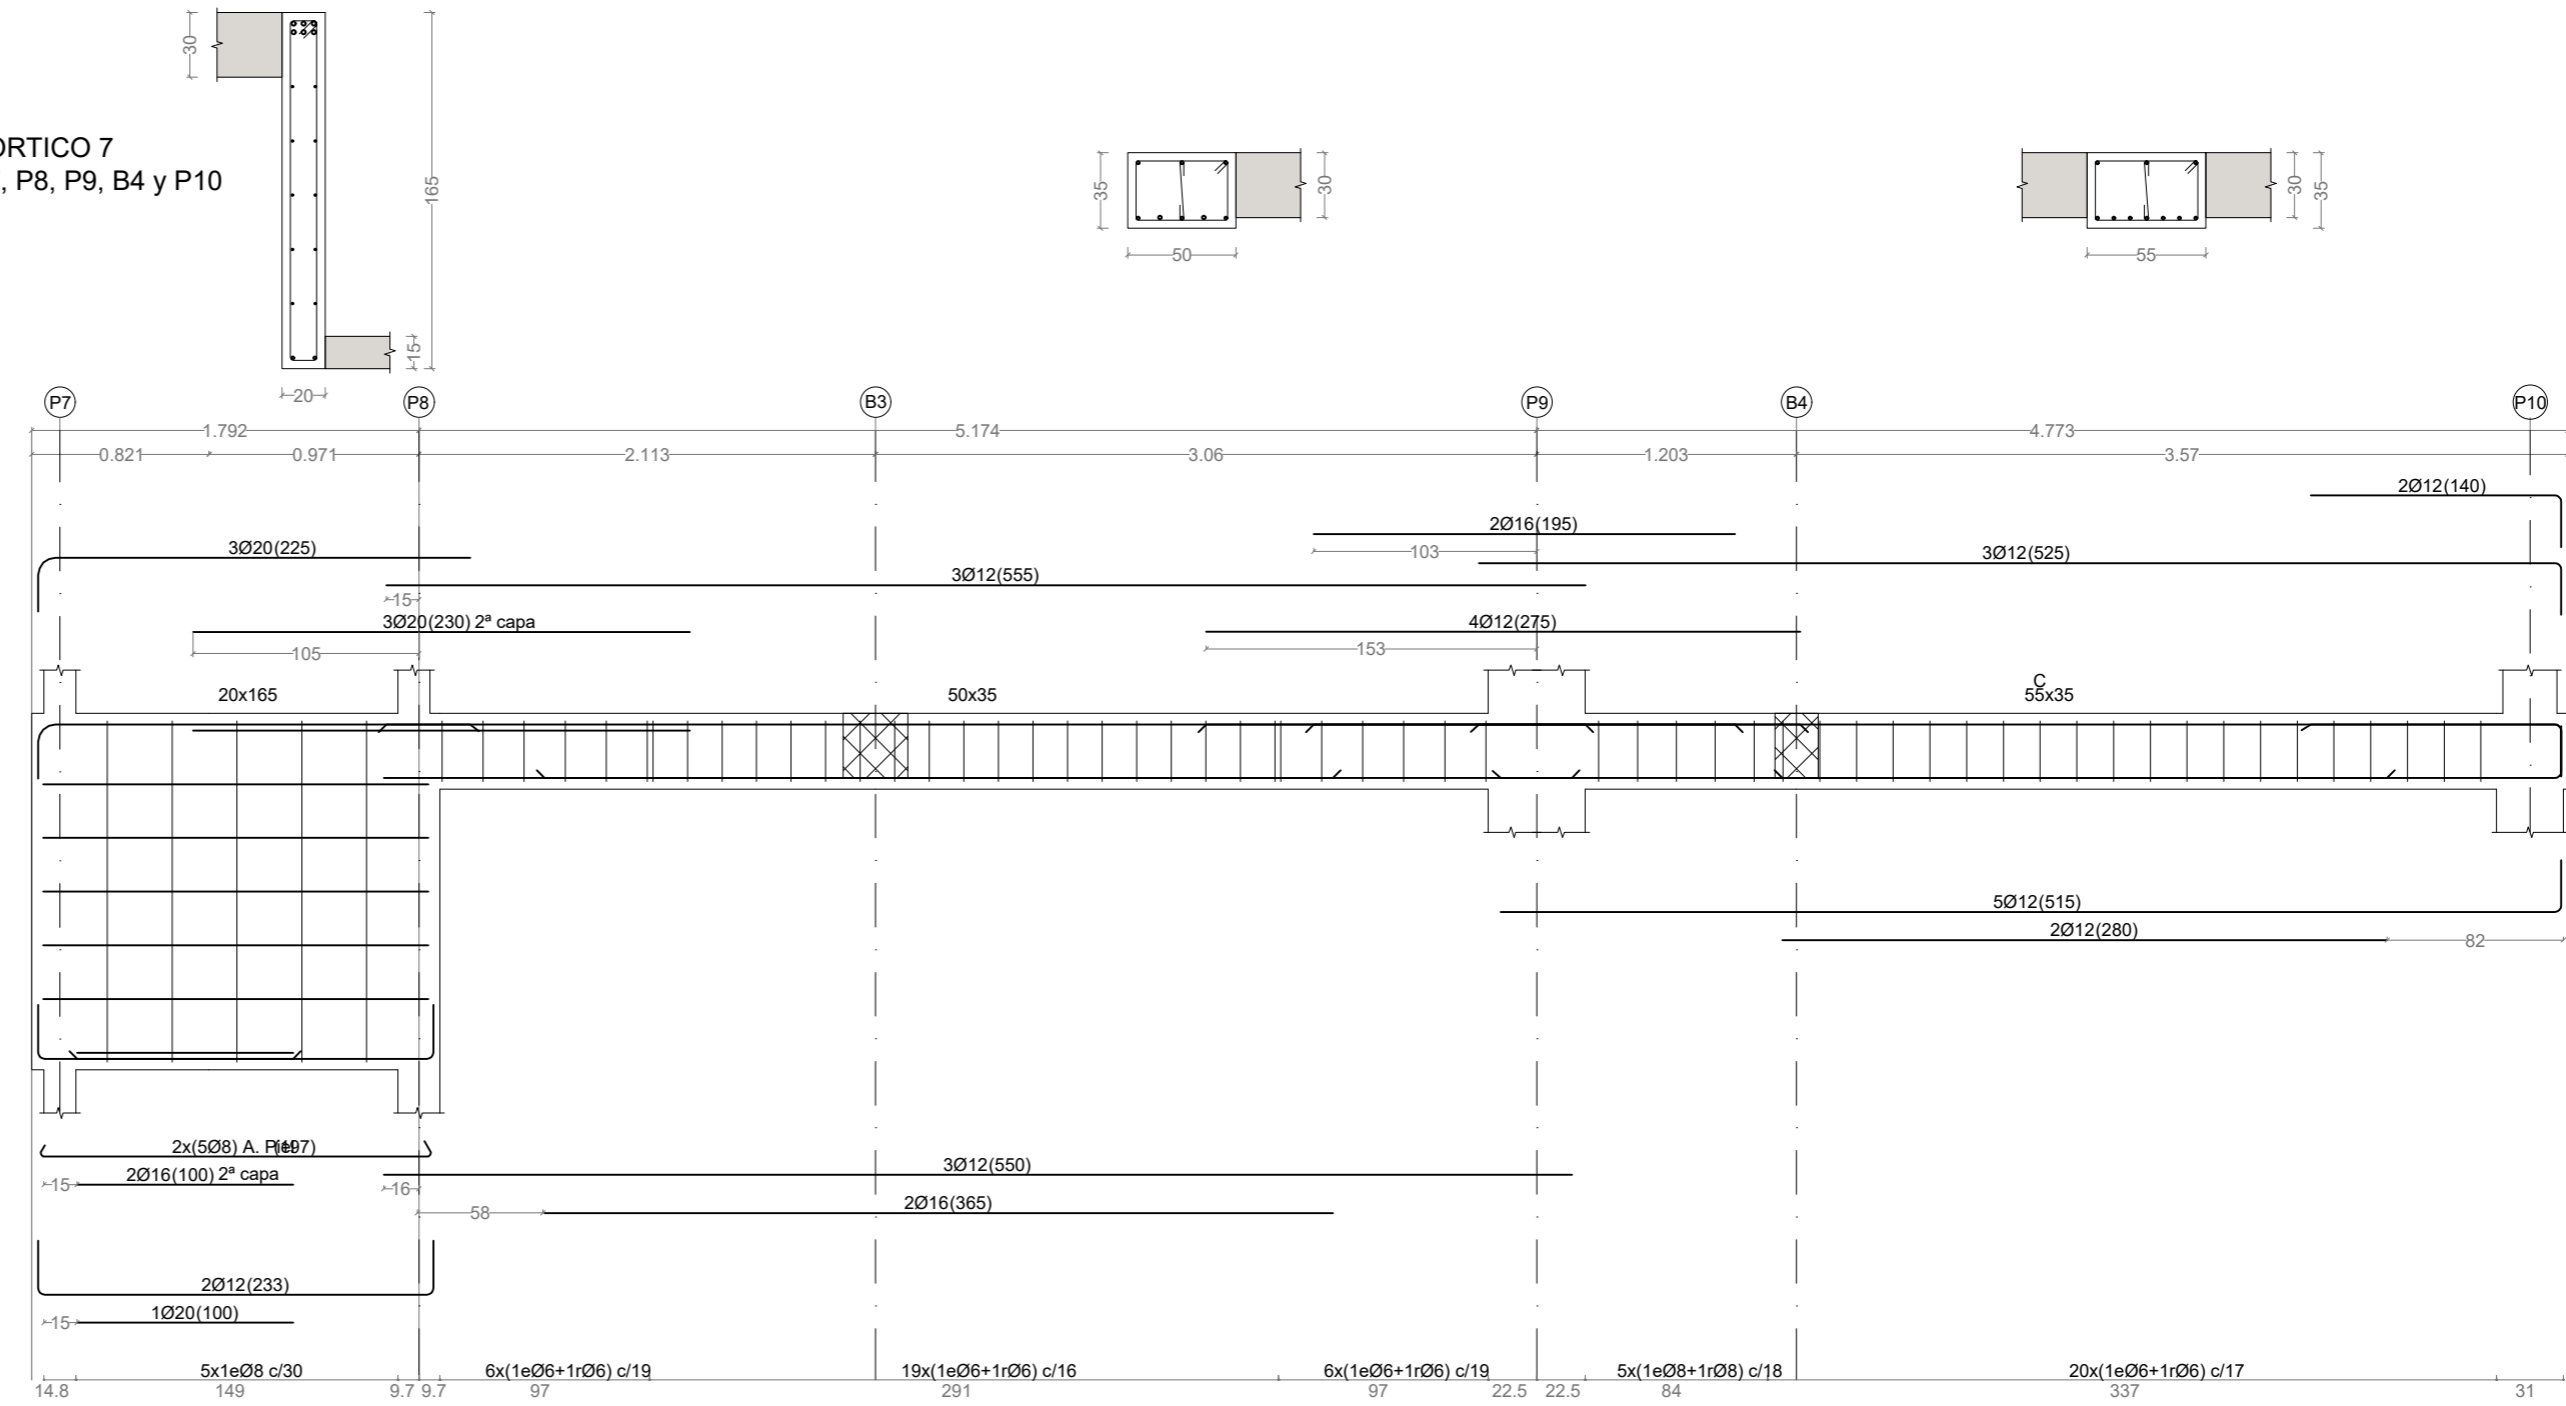 30
165
ORTICO 7
, P8, P9, B4 y P10
15
20
35
30
50
30
35
55
P7
P8
B3
P9
B4
P10
1.792
5.174
4.773
0.821
0.971
2.113
3.06
1.203
3.57
2Ø12(140)
2Ø16(195)
103
3Ø20(225)
3Ø12(525)
3Ø12(555)
15
3Ø20(230) 2ª capa
4Ø12(275)
105
153
20x165
50x35
C
55x35
5Ø12(515)
2Ø12(280)
82
2x(5Ø8) A. Piel(197)
3Ø12(550)
2Ø16(100) 2ª capa
15
16
2Ø16(365)
58
2Ø12(233)
1Ø20(100)
15
5x1eØ8 c/30
6x(1eØ6+1rØ6) c/19
19x(1eØ6+1rØ6) c/16
6x(1eØ6+1rØ6) c/19
5x(1eØ8+1rØ8) c/18
20x(1eØ6+1rØ6) c/17
14.8
149
9.7
9.7
97
291
97
22.5
22.5
84
337
31